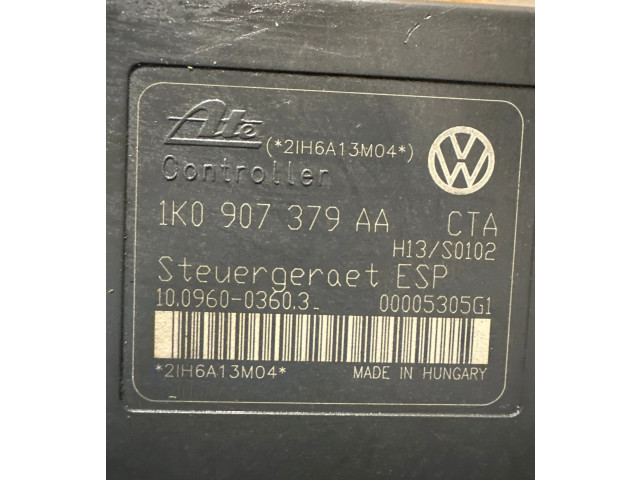 Ate (*2IH6A13M04*)
Controller
1K0 907 379 AA CTA
H13/S0102
Steuergeraet ESP
10.0960-0360.3 00005305G1
*2IH6A13M04* MADE IN HUNGARY